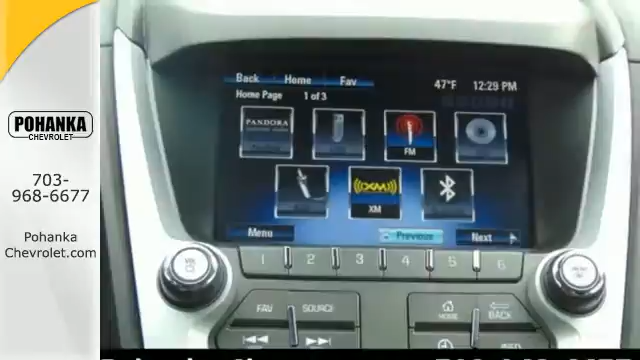 POHANKA
CHEVROLET
703-
968-6677
Pohanka
Chevrolet.com
Back Home Fav
47°F 12:29 PM
Home Page 1 of 3
PANDORA
FM
XM
XM
Menu Previous Next
1 2 3 4 5 6
FAV SOURCE
HOME BACK